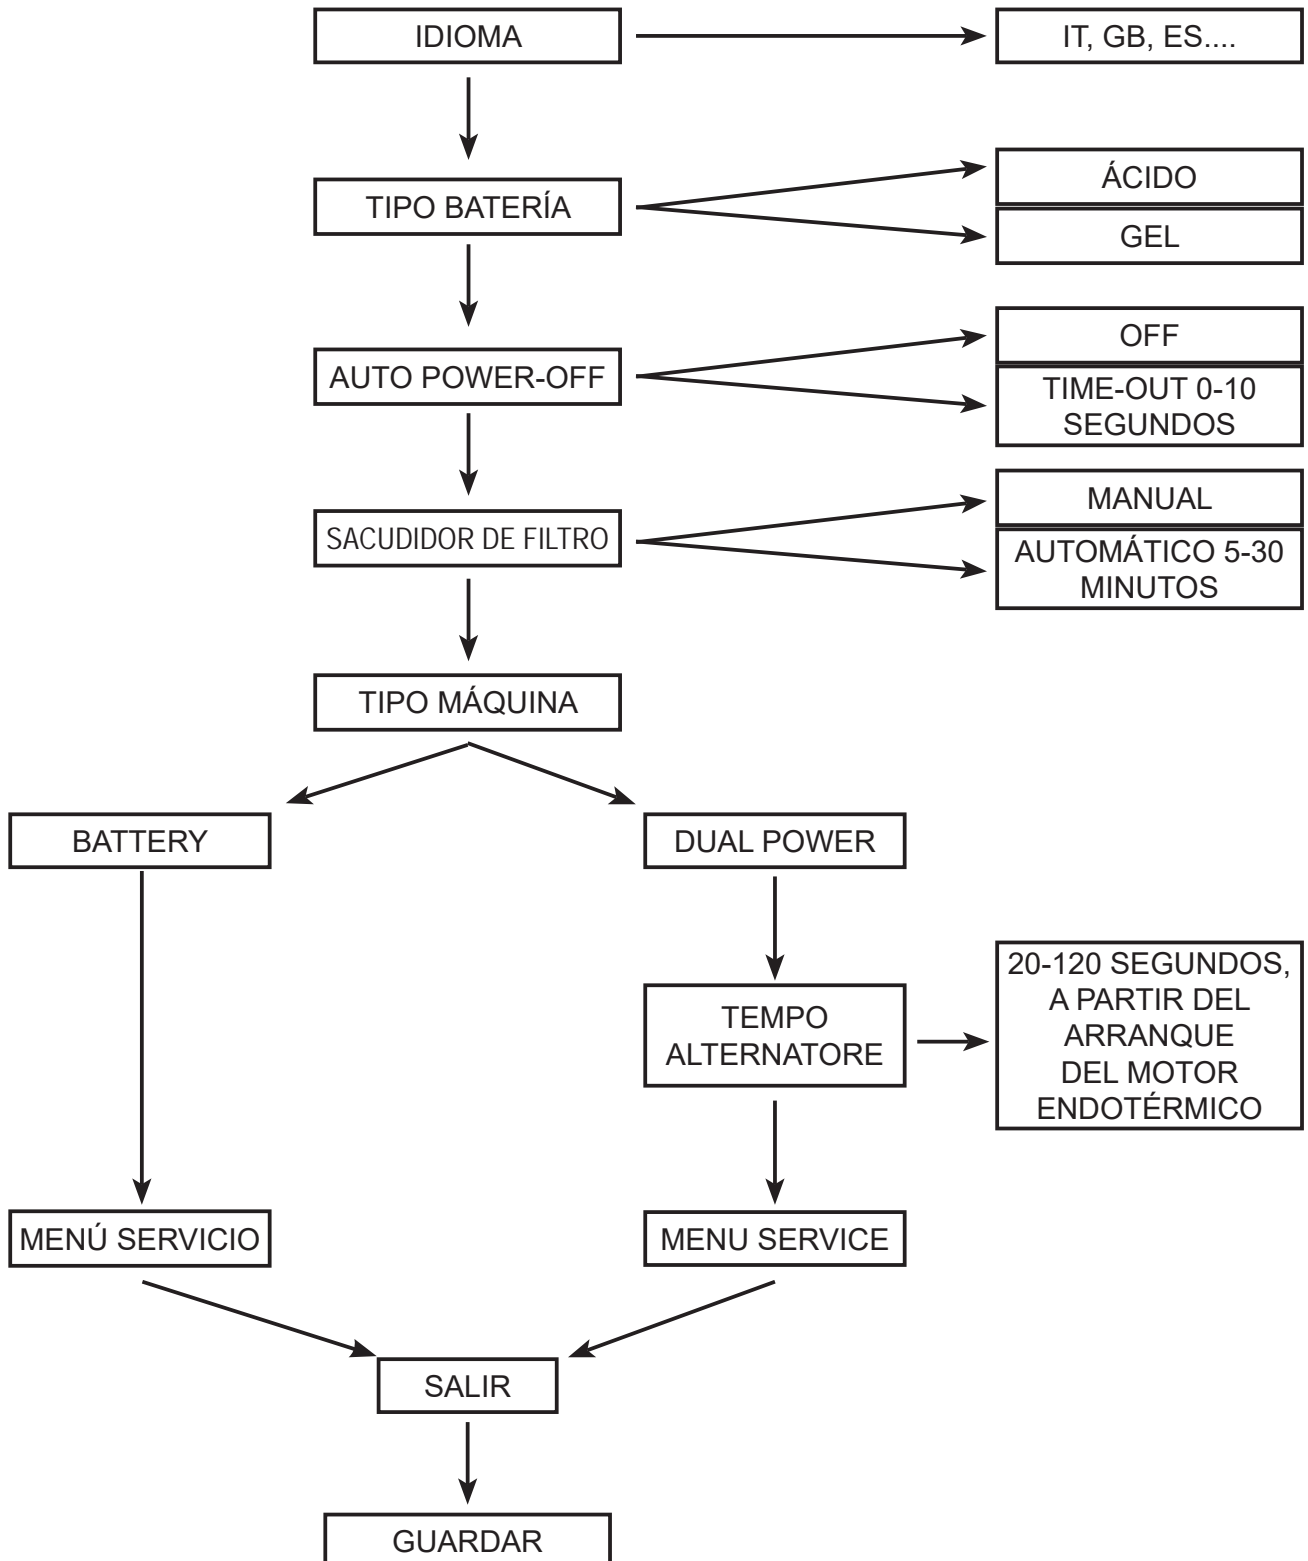 IDIOMA
IT, GB, ES....
TIPO BATERÍA
ÁCIDO
GEL
AUTO POWER-OFF
OFF
TIME-OUT 0-10
SEGUNDOS
SACUDIDOR DE FILTRO
MANUAL
AUTOMÁTICO 5-30
MINUTOS
TIPO MÁQUINA
BATTERY
DUAL POWER
TEMPO
ALTERNATORE
20-120 SEGUNDOS,
A PARTIR DEL
ARRANQUE
DEL MOTOR
ENDOTÉRMICO
MENÚ SERVICIO
MENU SERVICE
SALIR
GUARDAR